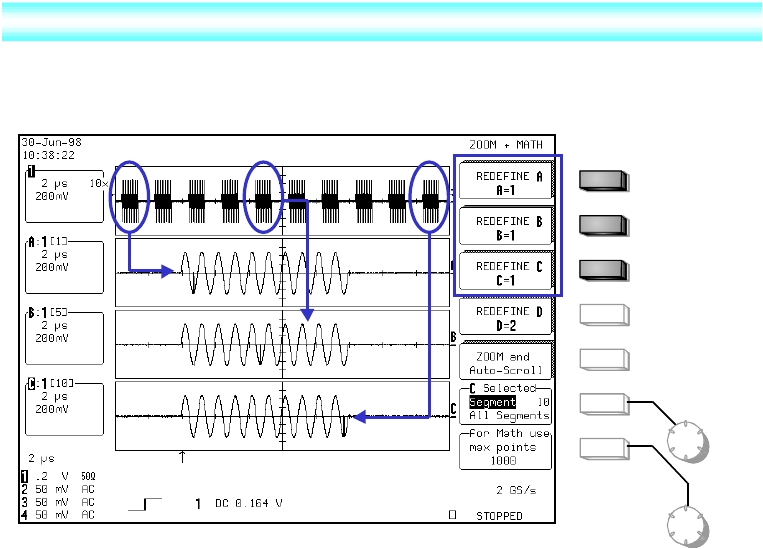 30-Jun-98
10:38:22
ZOOM + MATH
1
2 µs 10x
200mV
A:1[1]
2 µs
200mV
B:1[5]
2 µs
200mV
C:1[10]
2 µs
200mV
B
C
REDEFINE A
A=1
REDEFINE B
B=1
REDEFINE C
C=1
REDEFINE D
D=2
ZOOM and
Auto-Scroll
C Selected
Segment 10
All Segments
For Math use
max points
1000
2 µs
1 .2 V 50Ω
2 50 mV AC
3 50 mV AC
4 50 mV AC
1 DC 0.164 V
2 GS/s
STOPPED